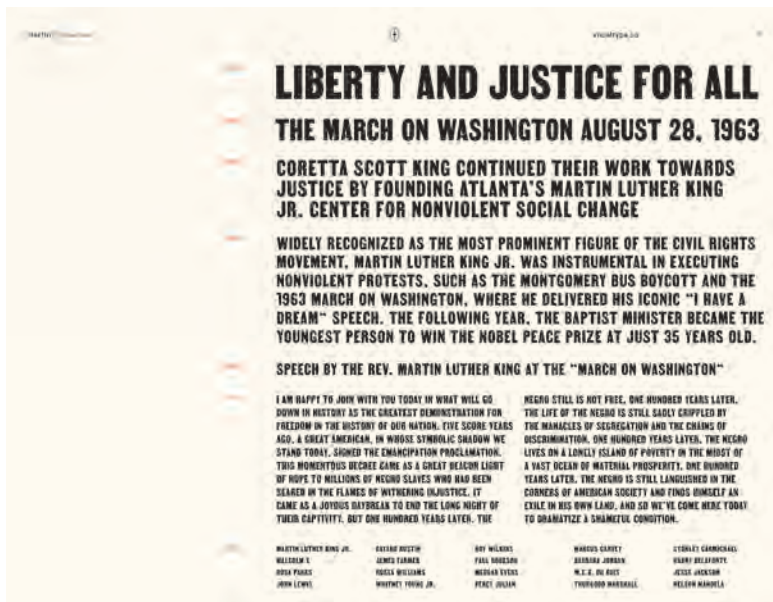 MARTIN
vocaltype.co
LIBERTY AND JUSTICE FOR ALL
THE MARCH ON WASHINGTON AUGUST 28, 1963
CORETTA SCOTT KING CONTINUED THEIR WORK TOWARDS
JUSTICE BY FOUNDING ATLANTA'S MARTIN LUTHER KING
JR. CENTER FOR NONVIOLENT SOCIAL CHANGE
WIDELY RECOGNIZED AS THE MOST PROMINENT FIGURE OF THE CIVIL RIGHTS
MOVEMENT, MARTIN LUTHER KING JR. WAS INSTRUMENTAL IN EXECUTING
NONVIOLENT PROTESTS, SUCH AS THE MONTGOMERY BUS BOYCOTT AND THE
1963 MARCH ON WASHINGTON, WHERE HE DELIVERED HIS ICONIC "I HAVE A
DREAM" SPEECH. THE FOLLOWING YEAR, THE BAPTIST MINISTER BECAME THE
YOUNGEST PERSON TO WIN THE NOBEL PEACE PRIZE AT JUST 35 YEARS OLD.
SPEECH BY THE REV. MARTIN LUTHER KING AT THE "MARCH ON WASHINGTON"
I AM HAPPY TO JOIN WITH YOU TODAY IN WHAT WILL GO
DOWN IN HISTORY AS THE GREATEST DEMONSTRATION FOR
FREEDOM IN THE HISTORY OF OUR NATION. FIVE SCORE YEARS
AGO, A GREAT AMERICAN, IN WHOSE SYMBOLIC SHADOW WE
STAND TODAY, SIGNED THE EMANCIPATION PROCLAMATION.
THIS MOMENTOUS DECREE CAME AS A GREAT BEACON LIGHT
OF HOPE TO MILLIONS OF NEGRO SLAVES WHO HAD BEEN
SEARED IN THE FLAMES OF WITHERING INJUSTICE. IT
CAME AS A JOYOUS DAYBREAK TO END THE LONG NIGHT OF
THEIR CAPTIVITY. BUT ONE HUNDRED YEARS LATER, THE
NEGRO STILL IS NOT FREE. ONE HUNDRED YEARS LATER,
THE LIFE OF THE NEGRO IS STILL SADLY CRIPPLED BY
THE MANACLES OF SEGREGATION AND THE CHAINS OF
DISCRIMINATION. ONE HUNDRED YEARS LATER, THE NEGRO
LIVES ON A LONELY ISLAND OF POVERTY IN THE MIDST OF
A VAST OCEAN OF MATERIAL PROSPERITY. ONE HUNDRED
YEARS LATER, THE NEGRO IS STILL LANGUISHED IN THE
CORNERS OF AMERICAN SOCIETY AND FINDS HIMSELF AN
EXILE IN HIS OWN LAND, AND SO WE'VE COME HERE TODAY
TO DRAMATIZE A SHAMEFUL CONDITION.
MARTIN LUTHER KING JR.
MALCOLM X
ROSA PARKS
JOHN LEWIS
BAYARD RUSTIN
JAMES FARMER
HOSEA WILLIAMS
WHITNEY YOUNG JR.
ROY WILKINS
PAUL ROBESON
MEDGAR EVERS
PERCY JULIAN
MARCUS GARVEY
BARBARA JORDAN
W.E.B. DU BOIS
THURGOOD MARSHALL
STOKELY CARMICHAEL
HARRY BELAFONTE
JESSE JACKSON
NELSON MANDELA